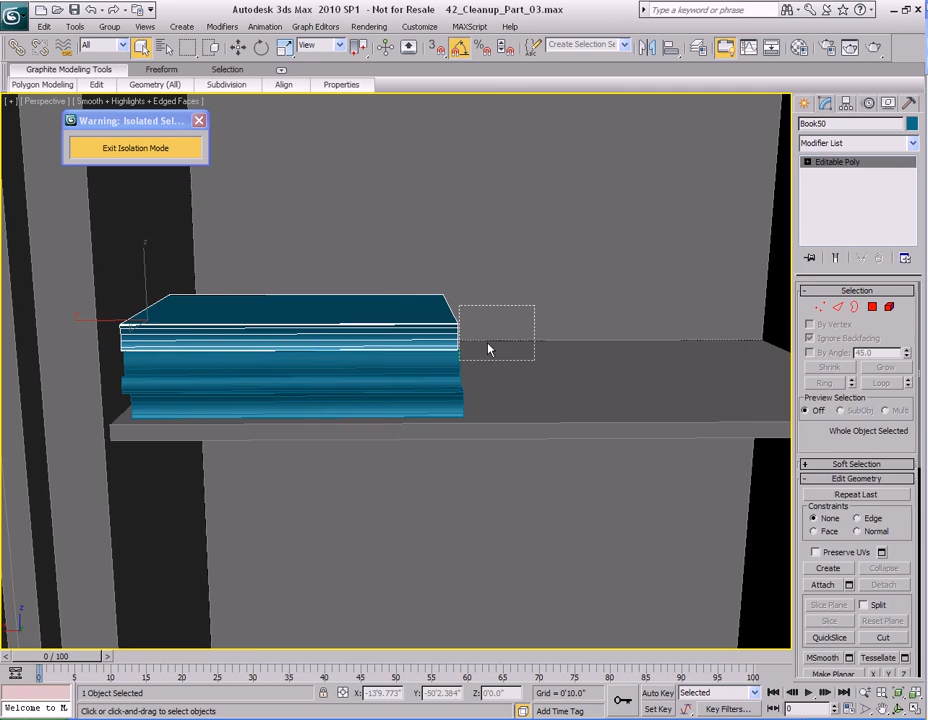 Autodesk 3ds Max 2010 SP1 - Not for Resale 42_Cleanup_Part_03.max
Type a keyword or phrase
Edit Tools Group Views Create Modifiers Animation Graph Editors Rendering Customize MAXScript Help
All View Create Selection Se
Graphite Modeling Tools Freeform Selection
Polygon Modeling Edit Geometry (All) Subdivision Align Properties
[ + ] [ Perspective ] [ Smooth + Highlights + Edged Faces ]
Warning: Isolated Sel...
Exit Isolation Mode
Book50
Modifier List
Editable Poly
Selection
By Vertex
Ignore Backfacing
By Angle: 45.0
Shrink Grow
Ring Loop
Preview Selection
Off SubObj Multi
Whole Object Selected
Soft Selection
Edit Geometry
Repeat Last
Constraints
None Edge
Face Normal
Preserve UVs
Create Collapse
Attach Detach
Slice Plane Split
Slice Reset Plane
QuickSlice Cut
MSmooth Tessellate
Make Planar X Y Z
z
x
z
0 / 100
0 5 10 15 20 25 30 35 40 45 50 55 60 65 70 75 80 85 90 95 100
1 Object Selected X: -13'9.773" Y: -50'2.384" Z: 0'0.0" Grid = 0'10.0" Auto Key Selected
Welcome to M Click or click-and-drag to select objects Add Time Tag Set Key Key Filters... 0